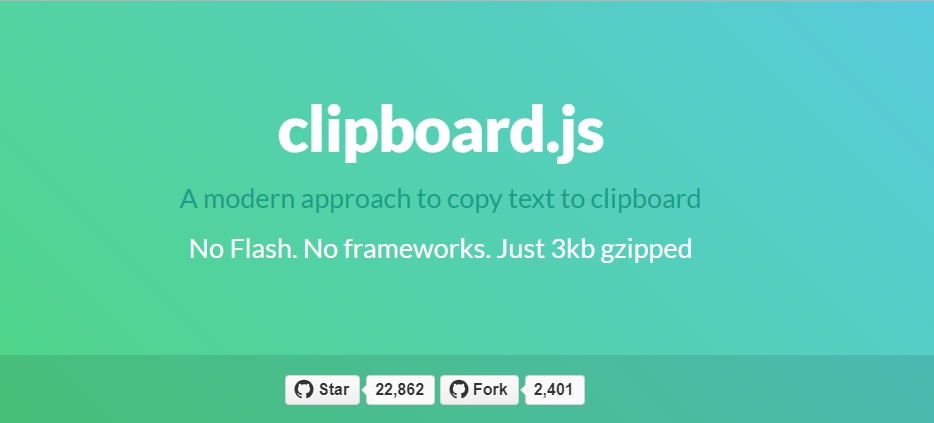 clipboard.js
A modern approach to copy text to clipboard
No Flash. No frameworks. Just 3kb gzipped
Star 22,862 Fork 2,401